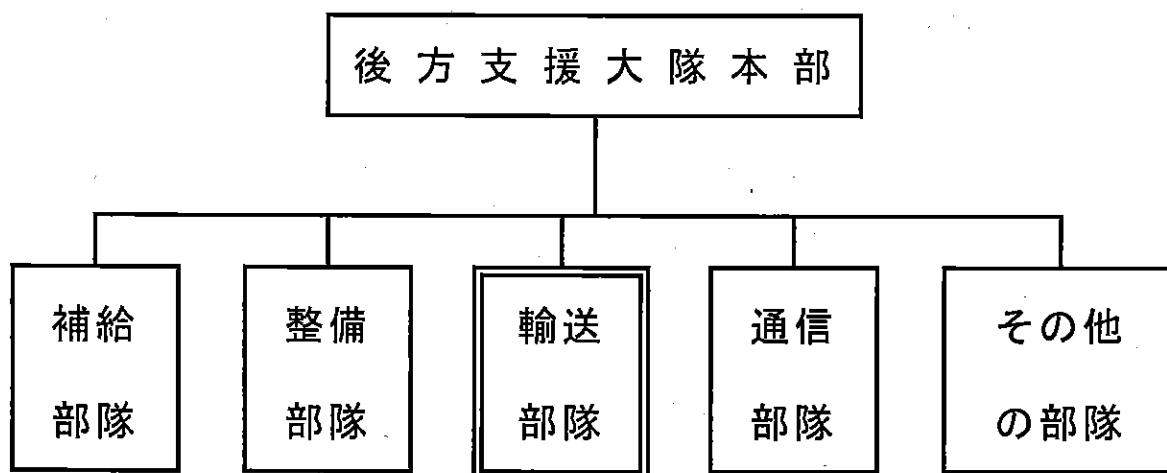 後方支援大隊本部
補給
部隊
整備
部隊
輸送
部隊
通信
部隊
その他
の部隊